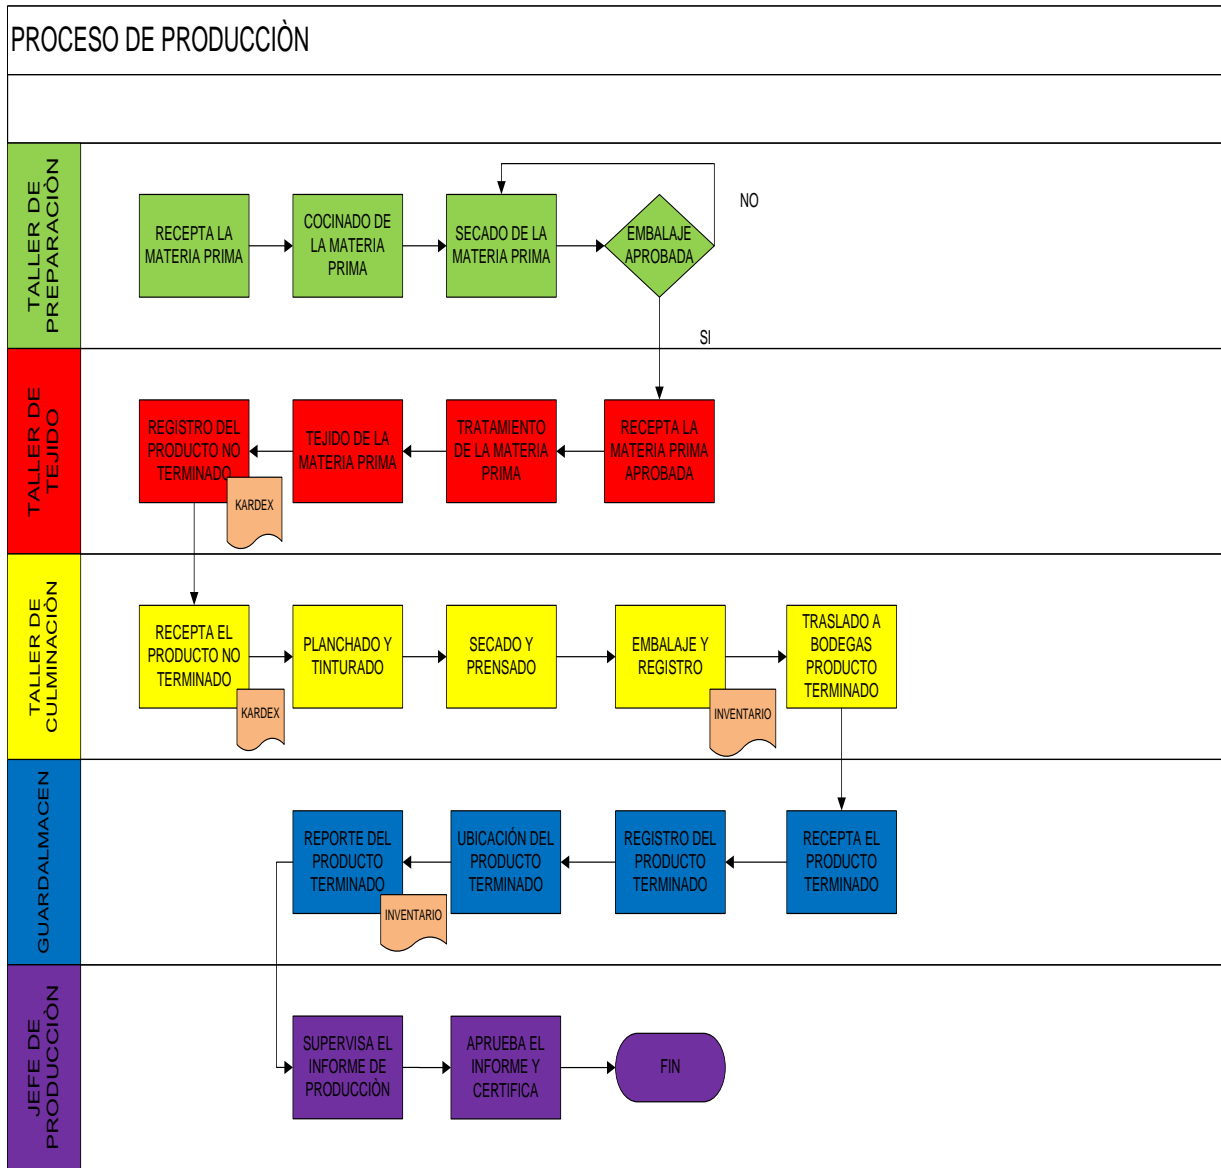 PROCESO DE PRODUCCIÒN
TALLER DE
PREPARACIÒN
RECEPTA LA
MATERIA PRIMA
COCINADO DE
LA MATERIA
PRIMA
SECADO DE LA
MATERIA PRIMA
EMBALAJE
APROBADA
NO
SI
TALLER DE
TEJIDO
REGISTRO DEL
PRODUCTO NO
TERMINADO
KARDEX
TEJIDO DE LA
MATERIA PRIMA
TRATAMIENTO
DE LA MATERIA
PRIMA
RECEPTA LA
MATERIA PRIMA
APROBADA
TALLER DE
CULMINACIÒN
RECEPTA EL
PRODUCTO NO
TERMINADO
KARDEX
PLANCHADO Y
TINTURADO
SECADO Y
PRENSADO
EMBALAJE Y
REGISTRO
INVENTARIO
TRASLADO A
BODEGAS
PRODUCTO
TERMINADO
GUARDALMACEN
REPORTE DEL
PRODUCTO
TERMINADO
INVENTARIO
UBICACIÓN DEL
PRODUCTO
TERMINADO
REGISTRO DEL
PRODUCTO
TERMINADO
RECEPTA EL
PRODUCTO
TERMINADO
JEFE DE
PRODUCCIÒN
SUPERVISA EL
INFORME DE
PRODUCCIÒN
APRUEBA EL
INFORME Y
CERTIFICA
FIN